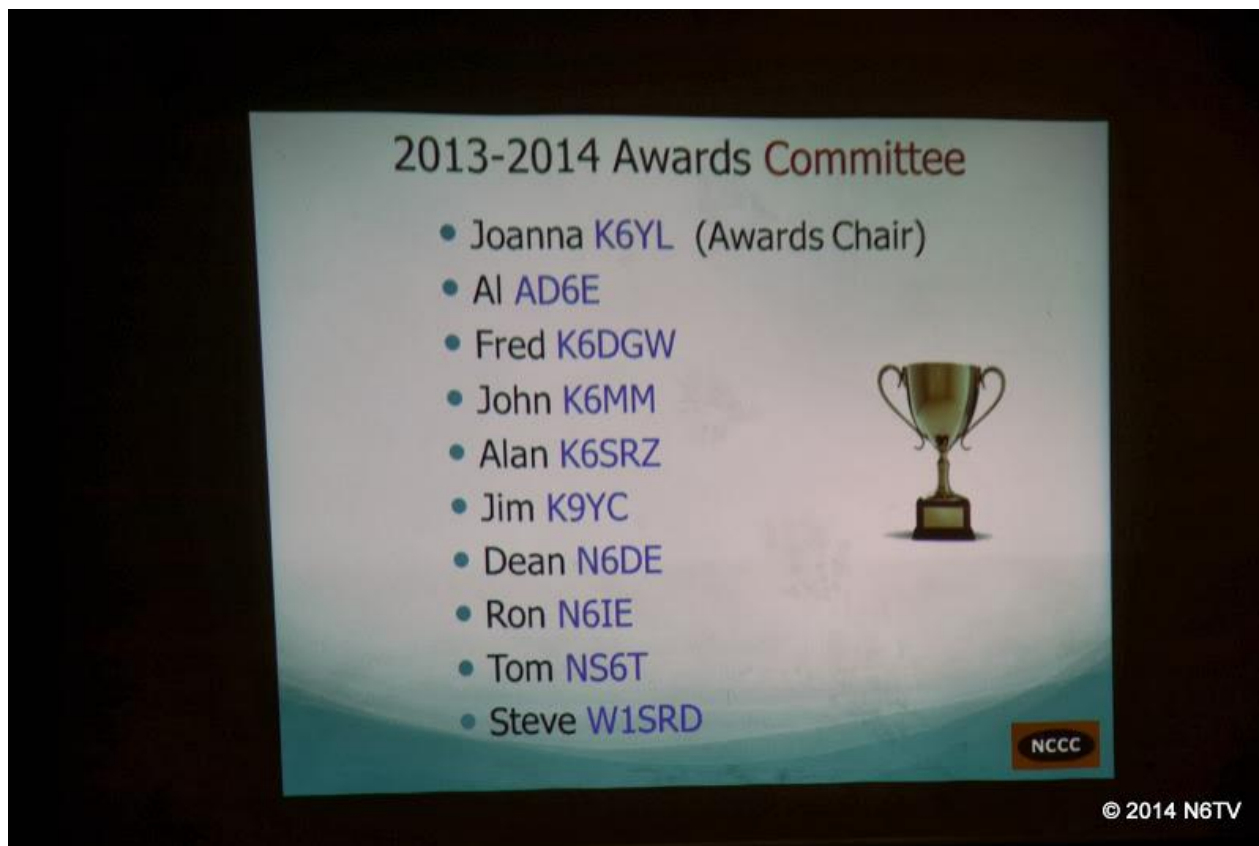 2013-2014 Awards Committee
• Joanna K6YL (Awards Chair)
• Al AD6E
• Fred K6DGW
• John K6MM
• Alan K6SRZ
• Jim K9YC
• Dean N6DE
• Ron N6IE
• Tom NS6T
• Steve W1SRD
NCCC
© 2014 N6TV